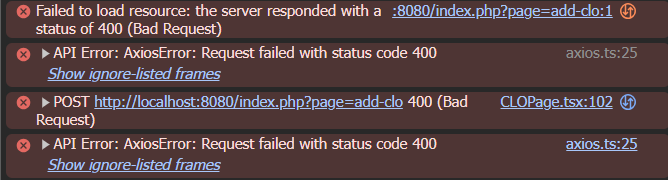 Failed to load resource: the server responded with a :8080/index.php?page=add-clo:1
status of 400 (Bad Request)
API Error: AxiosError: Request failed with status code 400 axios.ts:25
Show ignore-listed frames
POST http://localhost:8080/index.php?page=add-clo 400 (Bad CLOPage.tsx:102
Request)
API Error: AxiosError: Request failed with status code 400 axios.ts:25
Show ignore-listed frames